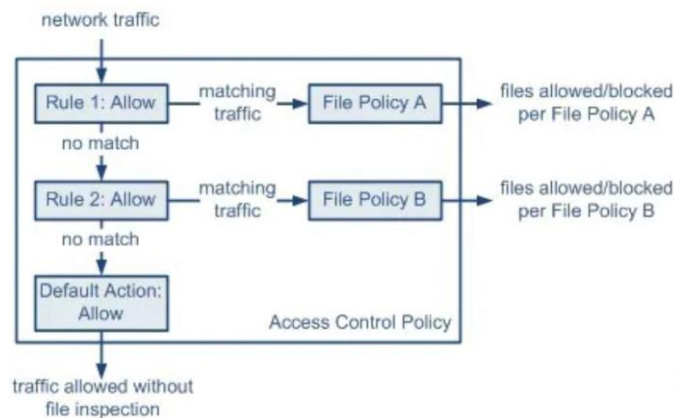 network traffic
Rule 1: Allow
matching
traffic
File Policy A
files allowed/blocked
per File Policy A
no match
Rule 2: Allow
matching
traffic
File Policy B
files allowed/blocked
per File Policy B
no match
Default Action:
Allow
Access Control Policy
traffic allowed without
file inspection